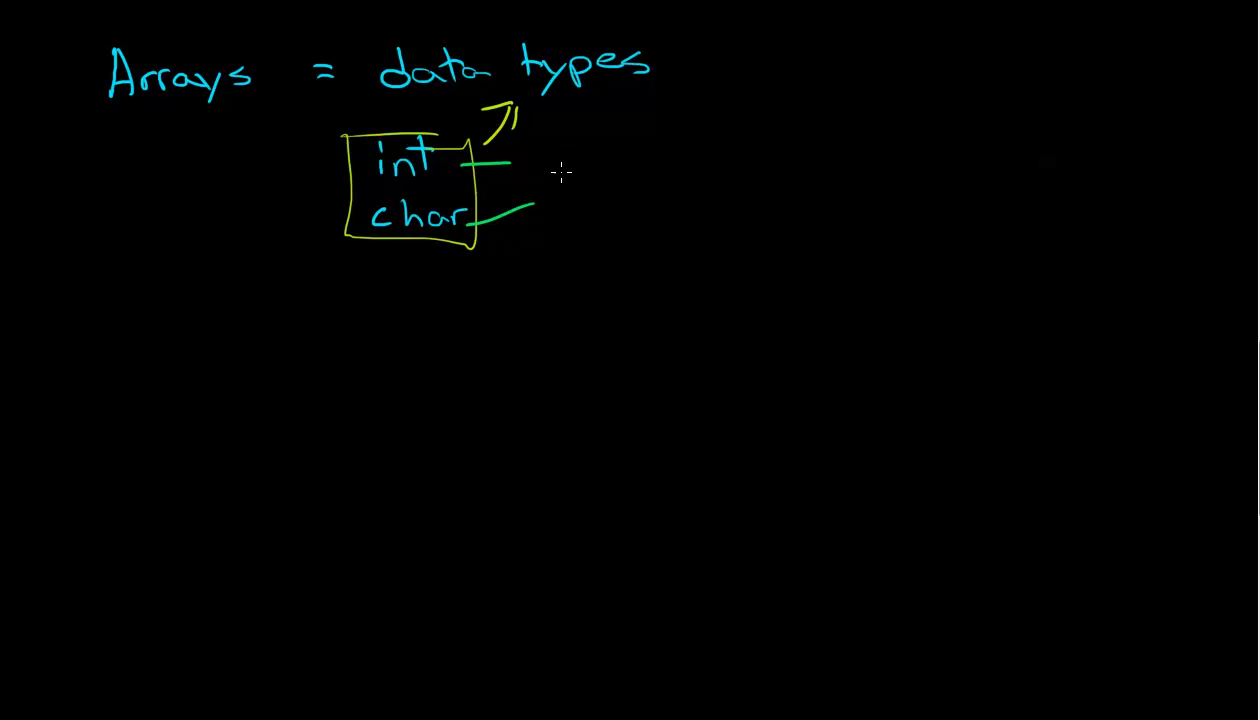 Arrays = data types
int
char